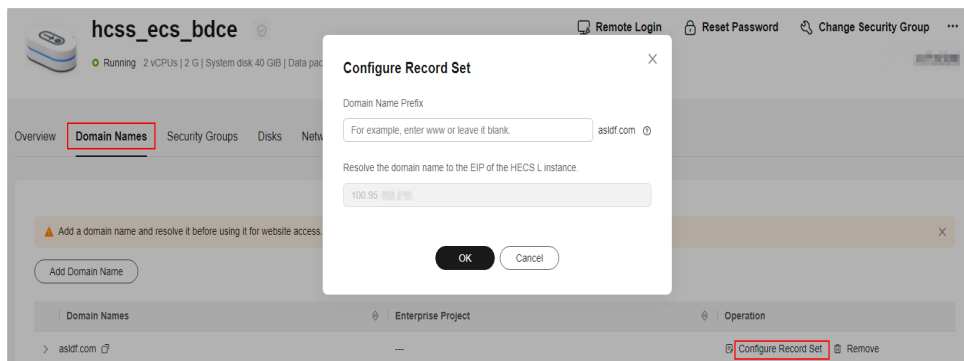 hcss_ecs_bdce
Remote Login
Reset Password
Change Security Group
Running 2 vCPUs | 2 G | System disk 40 GiB | Data pac
Overview
Domain Names
Security Groups
Disks
Netw
Configure Record Set
Domain Name Prefix
For example, enter www or leave it blank.
asldf.com
Resolve the domain name to the EIP of the HECS L instance.
100.95.
OK
Cancel
Add a domain name and resolve it before using it for website access.
Add Domain Name
Domain Names
Enterprise Project
Operation
asldf.com
---
Configure Record Set
Remove